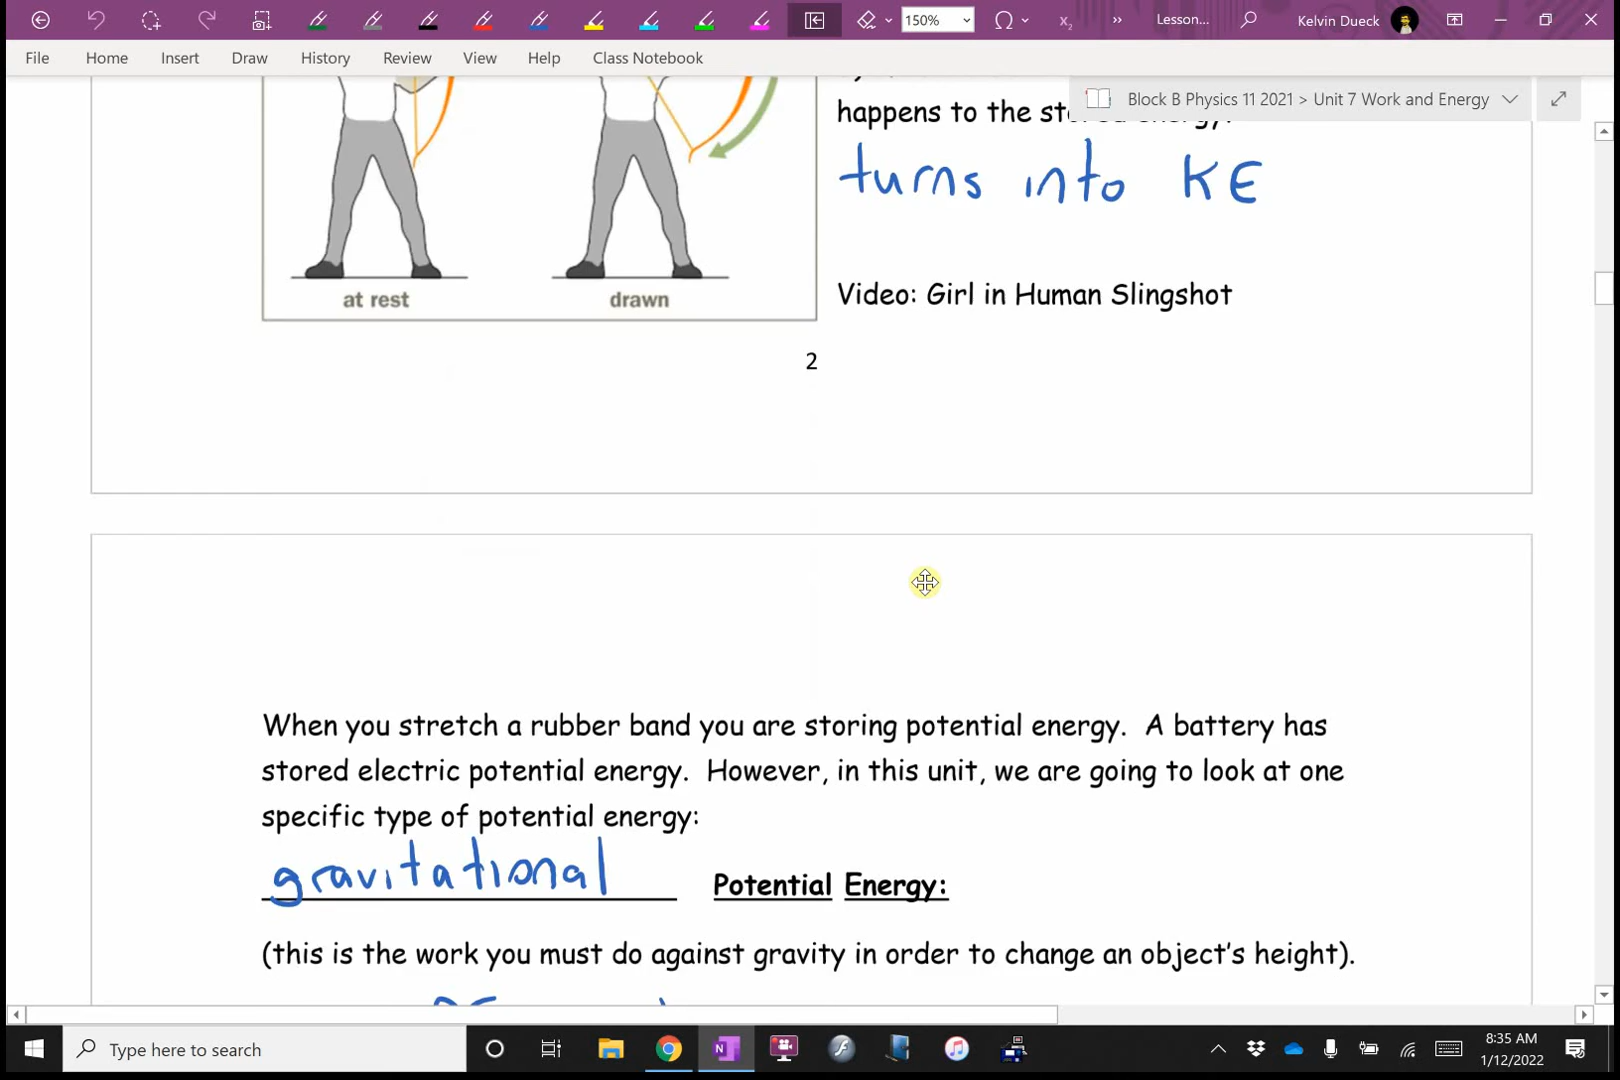 150%
Lesson...
Kelvin Dueck
File Home Insert Draw History Review View Help Class Notebook
Block B Physics 11 2021 > Unit 7 Work and Energy
happens to the stored energy?
turns into KE
at rest
drawn
Video: Girl in Human Slingshot
2
When you stretch a rubber band you are storing potential energy. A battery has
stored electric potential energy. However, in this unit, we are going to look at one
specific type of potential energy:
gravitational Potential Energy:
(this is the work you must do against gravity in order to change an object's height).
Type here to search
8:35 AM
1/12/2022